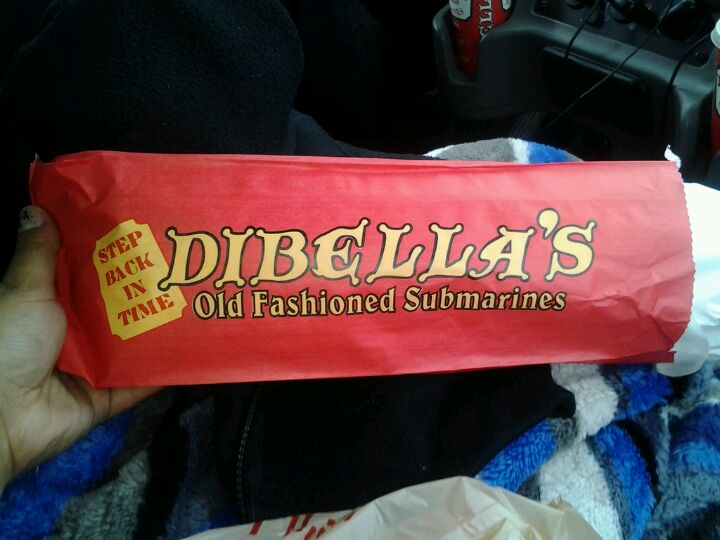 STEP
BACK
IN
TIME
DIBELLA'S
Old Fashioned Submarines